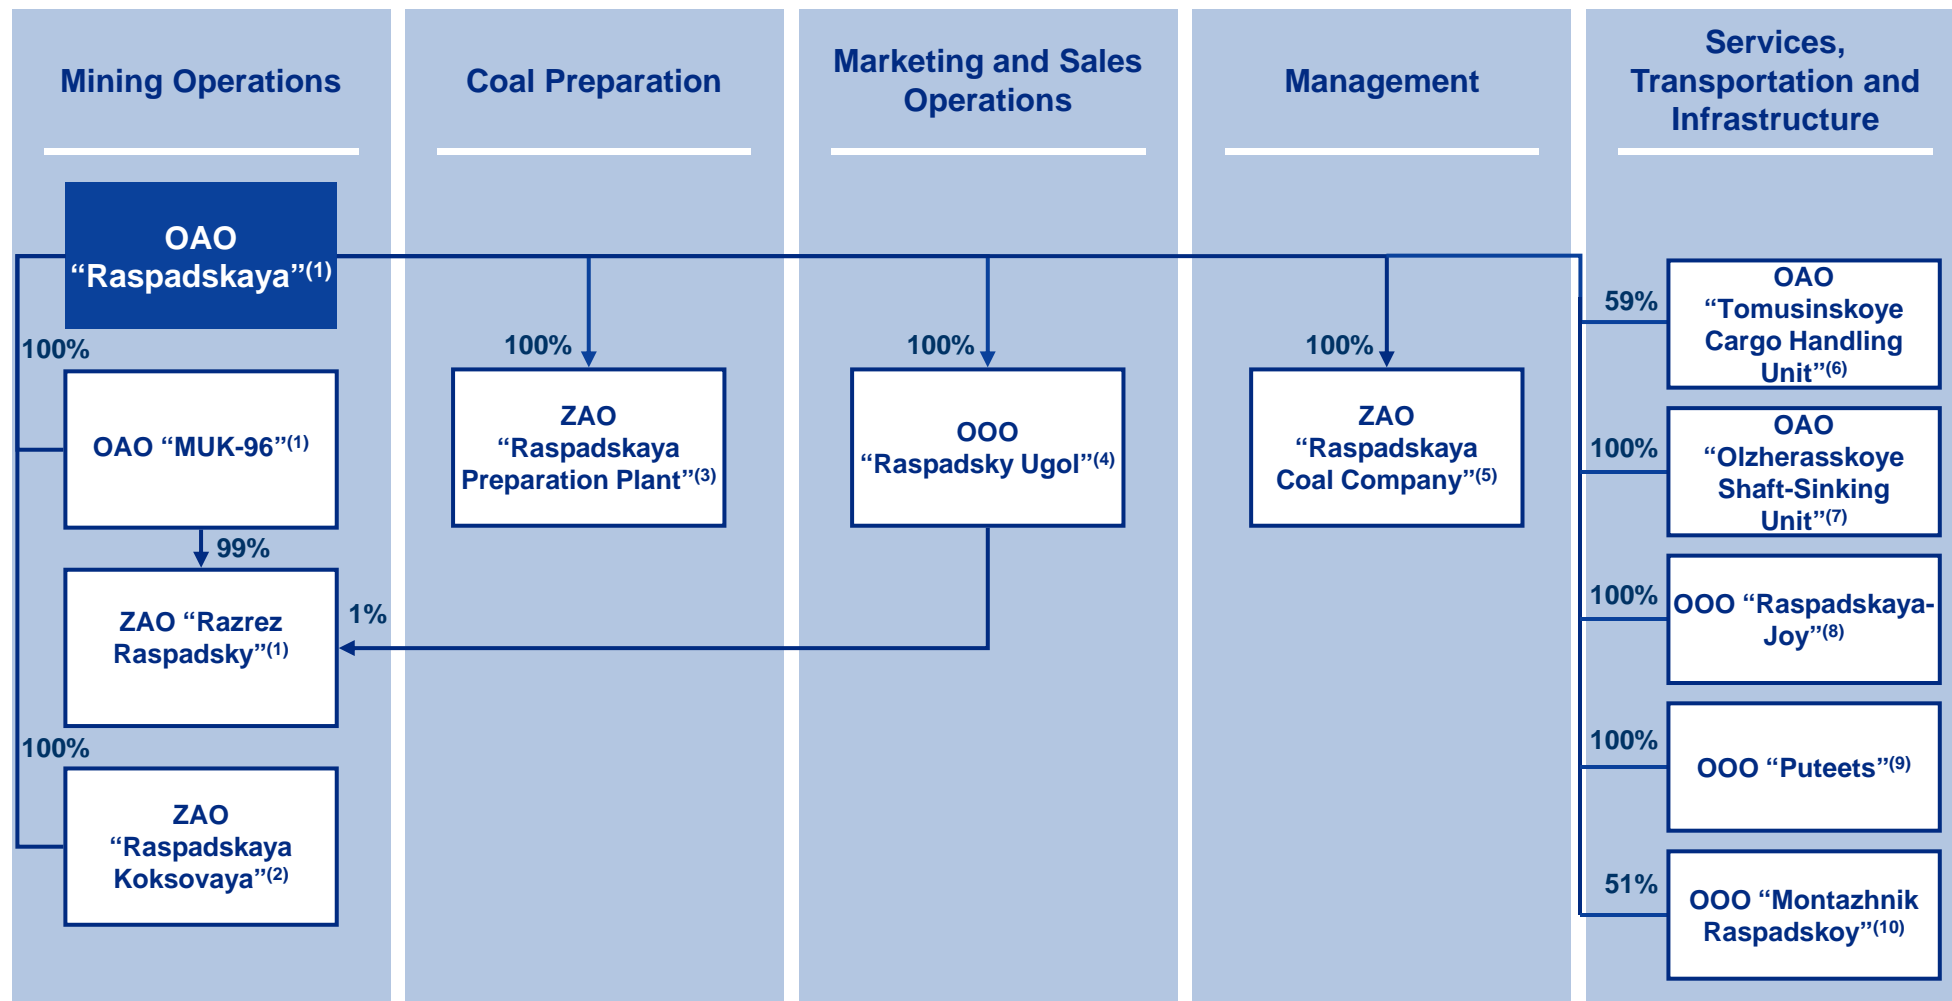 Mining Operations
Coal Preparation
Marketing and Sales
Operations
Management
Services,
Transportation and
Infrastructure
OAO
“Raspadskaya”(1)
100%
OAO “MUK-96”(1)
99%
ZAO “Razrez
Raspadsky”(1)
1%
100%
ZAO
“Raspadskaya
Koksovaya”(2)
100%
ZAO
“Raspadskaya
Preparation Plant”(3)
100%
OOO
“Raspadsky Ugol”(4)
100%
ZAO
“Raspadskaya
Coal Company”(5)
59%
OAO
“Tomusinskoye
Cargo Handling
Unit”(6)
100%
OAO
“Olzherasskoye
Shaft-Sinking
Unit”(7)
100%
OOO “Raspadskaya-
Joy”(8)
100%
OOO “Puteets”(9)
51%
OOO “Montazhnik
Raspadskoy”(10)